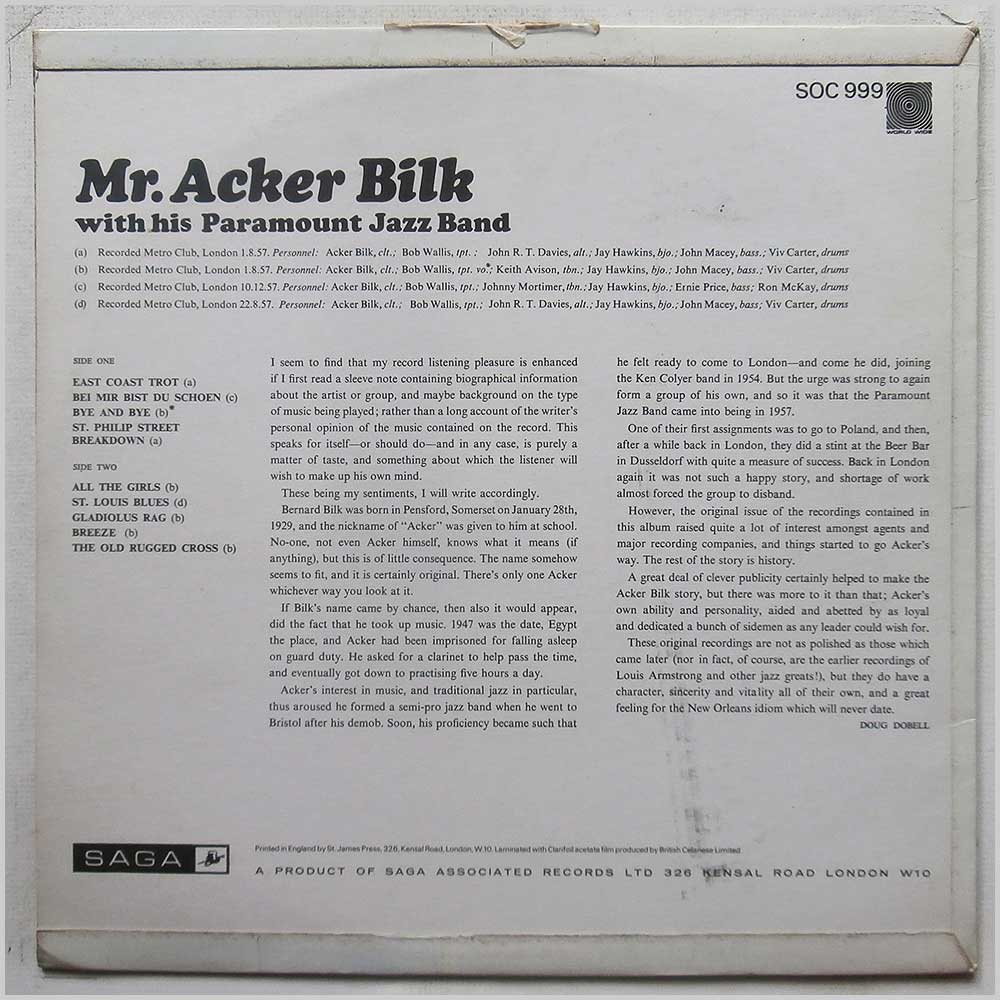 SOC 999
WORLD WIDE
Mr. Acker Bilk
with his Paramount Jazz Band
(a) Recorded Metro Club, London 1.8.57. Personnel: Acker Bilk, clt.; Bob Wallis, tpt. ; John R. T. Davies, alt.; Jay Hawkins, bjo.; John Macey, bass.; Viv Carter, drums
(b) Recorded Metro Club, London 1.8.57. Personnel: Acker Bilk, clt.; Bob Wallis, tpt. vo.*; Keith Avison, tbn.; Jay Hawkins, bjo.; John Macey, bass.; Viv Carter, drums
(c) Recorded Metro Club, London 10.12.57. Personnel: Acker Bilk, clt.; Bob Wallis, tpt.; Johnny Mortimer, tbn.; Jay Hawkins, bjo.; Ernie Price, bass; Ron McKay, drums
(d) Recorded Metro Club, London 22.8.57. Personnel: Acker Bilk, clt.; Bob Wallis, tpt.; John R. T. Davies, alt.; Jay Hawkins, bjo.; John Macey, bass; Viv Carter, drums
SIDE ONE
EAST COAST TROT (a)
BEI MIR BIST DU SCHOEN (c)
BYE AND BYE (b)*
ST. PHILIP STREET
BREAKDOWN (a)
SIDE TWO
ALL THE GIRLS (b)
ST. LOUIS BLUES (d)
GLADIOLUS RAG (b)
BREEZE (b)
THE OLD RUGGED CROSS (b)
I seem to find that my record listening pleasure is enhanced
if I first read a sleeve note containing biographical information
about the artist or group, and maybe background on the type
of music being played; rather than a long account of the writer's
personal opinion of the music contained on the record. This
speaks for itself—or should do—and in any case, is purely a
matter of taste, and something about which the listener will
wish to make up his own mind.
These being my sentiments, I will write accordingly.
Bernard Bilk was born in Pensford, Somerset on January 28th,
1929, and the nickname of "Acker" was given to him at school.
No-one, not even Acker himself, knows what it means (if
anything), but this is of little consequence. The name somehow
seems to fit, and it is certainly original. There's only one Acker
whichever way you look at it.
If Bilk's name came by chance, then also it would appear,
did the fact that he took up music. 1947 was the date, Egypt
the place, and Acker had been imprisoned for falling asleep
on guard duty. He asked for a clarinet to help pass the time,
and eventually got down to practising five hours a day.
Acker's interest in music, and traditional jazz in particular,
thus aroused he formed a semi-pro jazz band when he went to
Bristol after his demob. Soon, his proficiency became such that
he felt ready to come to London—and come he did, joining
the Ken Colyer band in 1954. But the urge was strong to again
form a group of his own, and so it was that the Paramount
Jazz Band came into being in 1957.
One of their first assignments was to go to Poland, and then,
after a while back in London, they did a stint at the Beer Bar
in Dusseldorf with quite a measure of success. Back in London
again it was not such a happy story, and shortage of work
almost forced the group to disband.
However, the original issue of the recordings contained in
this album raised quite a lot of interest amongst agents and
major recording companies, and things started to go Acker's
way. The rest of the story is history.
A great deal of clever publicity certainly helped to make the
Acker Bilk story, but there was more to it than that; Acker's
own ability and personality, aided and abetted by as loyal
and dedicated a bunch of sidemen as any leader could wish for.
These original recordings are not as polished as those which
came later (nor in fact, of course, are the earlier recordings of
Louis Armstrong and other jazz greats!), but they do have a
character, sincerity and vitality all of their own, and a great
feeling for the New Orleans idiom which will never date.
DOUG DOBELL
SAGA
Printed in England by St. James Press, 326, Kensal Road, London, W.10. Laminated with Clarifoil acetate film produced by British Celanese Limited
A PRODUCT OF SAGA ASSOCIATED RECORDS LTD 326 KENSAL ROAD LONDON W10